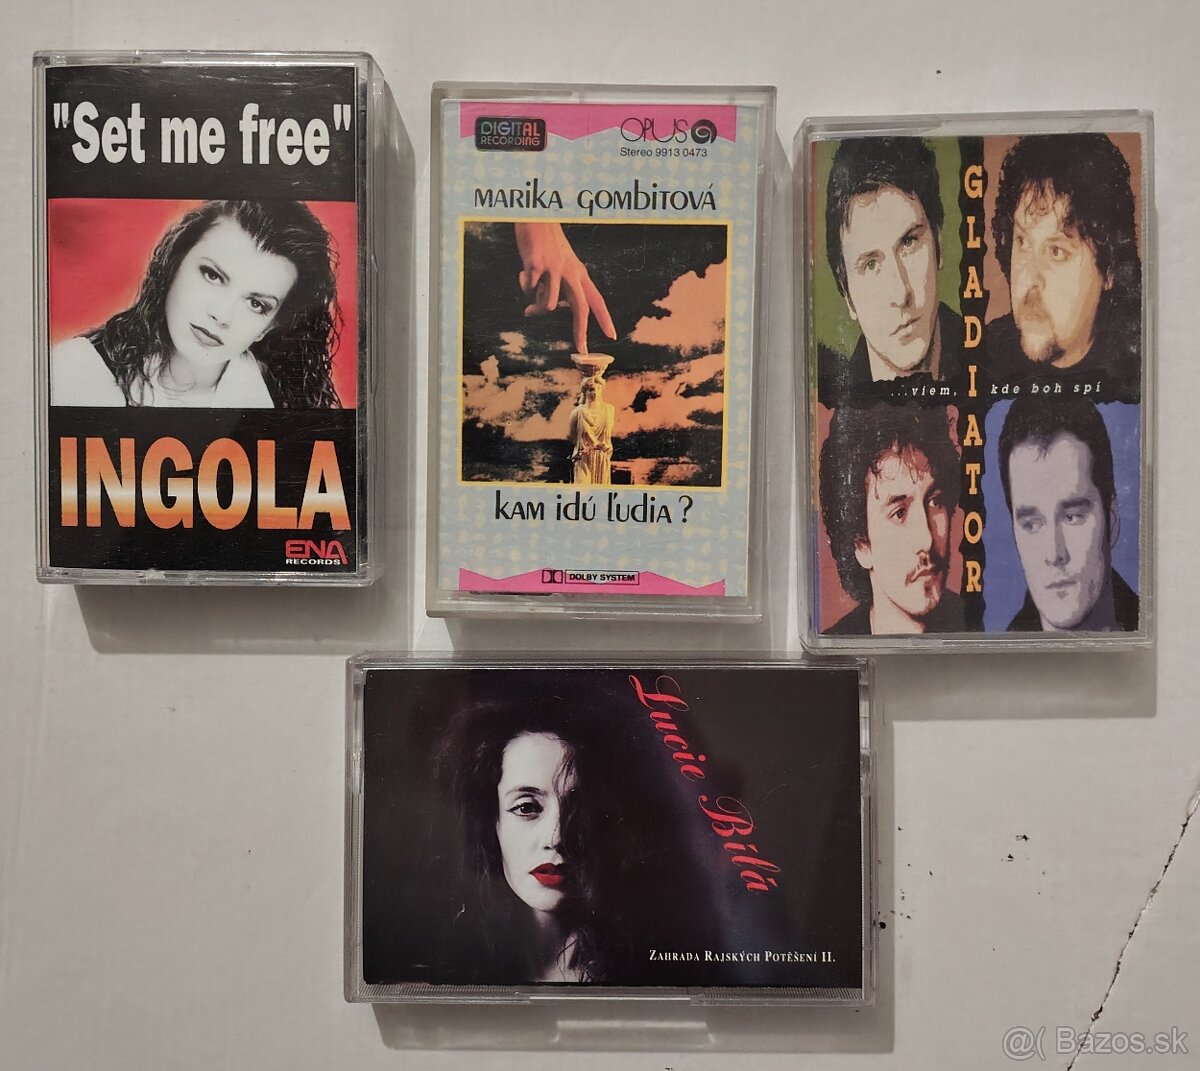 "Set me free"
INGOLA
ENA
RECORDS
DIGITAL
RECORDING
OPUS
Stereo 9913 0473
MARIKA GOMBITOVÁ
KAM IDÚ ĽUDIA?
DOLBY SYSTEM
GLADIATOR
...viem, kde boh spí
Lucie Bílá
ZAHRADA RAJSKÝCH POTĚŠENÍ II.
@( Bazos.sk